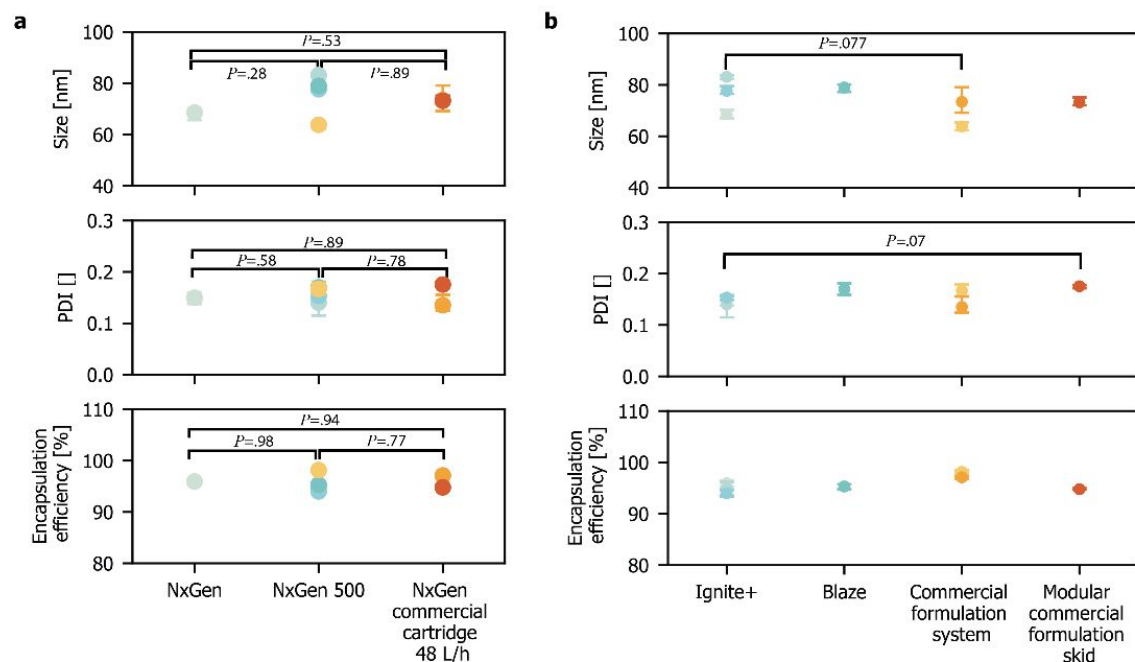 a
100
80
60
40
Size [nm]
P=.53
P=.28
P=.89
0.3
0.2
0.1
0.0
PDI []
P=.89
P=.58
P=.78
110
100
90
80
Encapsulation
efficiency [%]
P=.94
P=.98
P=.77
NxGen
NxGen 500
NxGen
commercial
cartridge
48 L/h
b
100
80
60
40
Size [nm]
P=.077
0.3
0.2
0.1
0.0
PDI []
P=.07
110
100
90
80
Encapsulation
efficiency [%]
Ignite+
Blaze
Commercial
formulation
system
Modular
commercial
formulation
skid